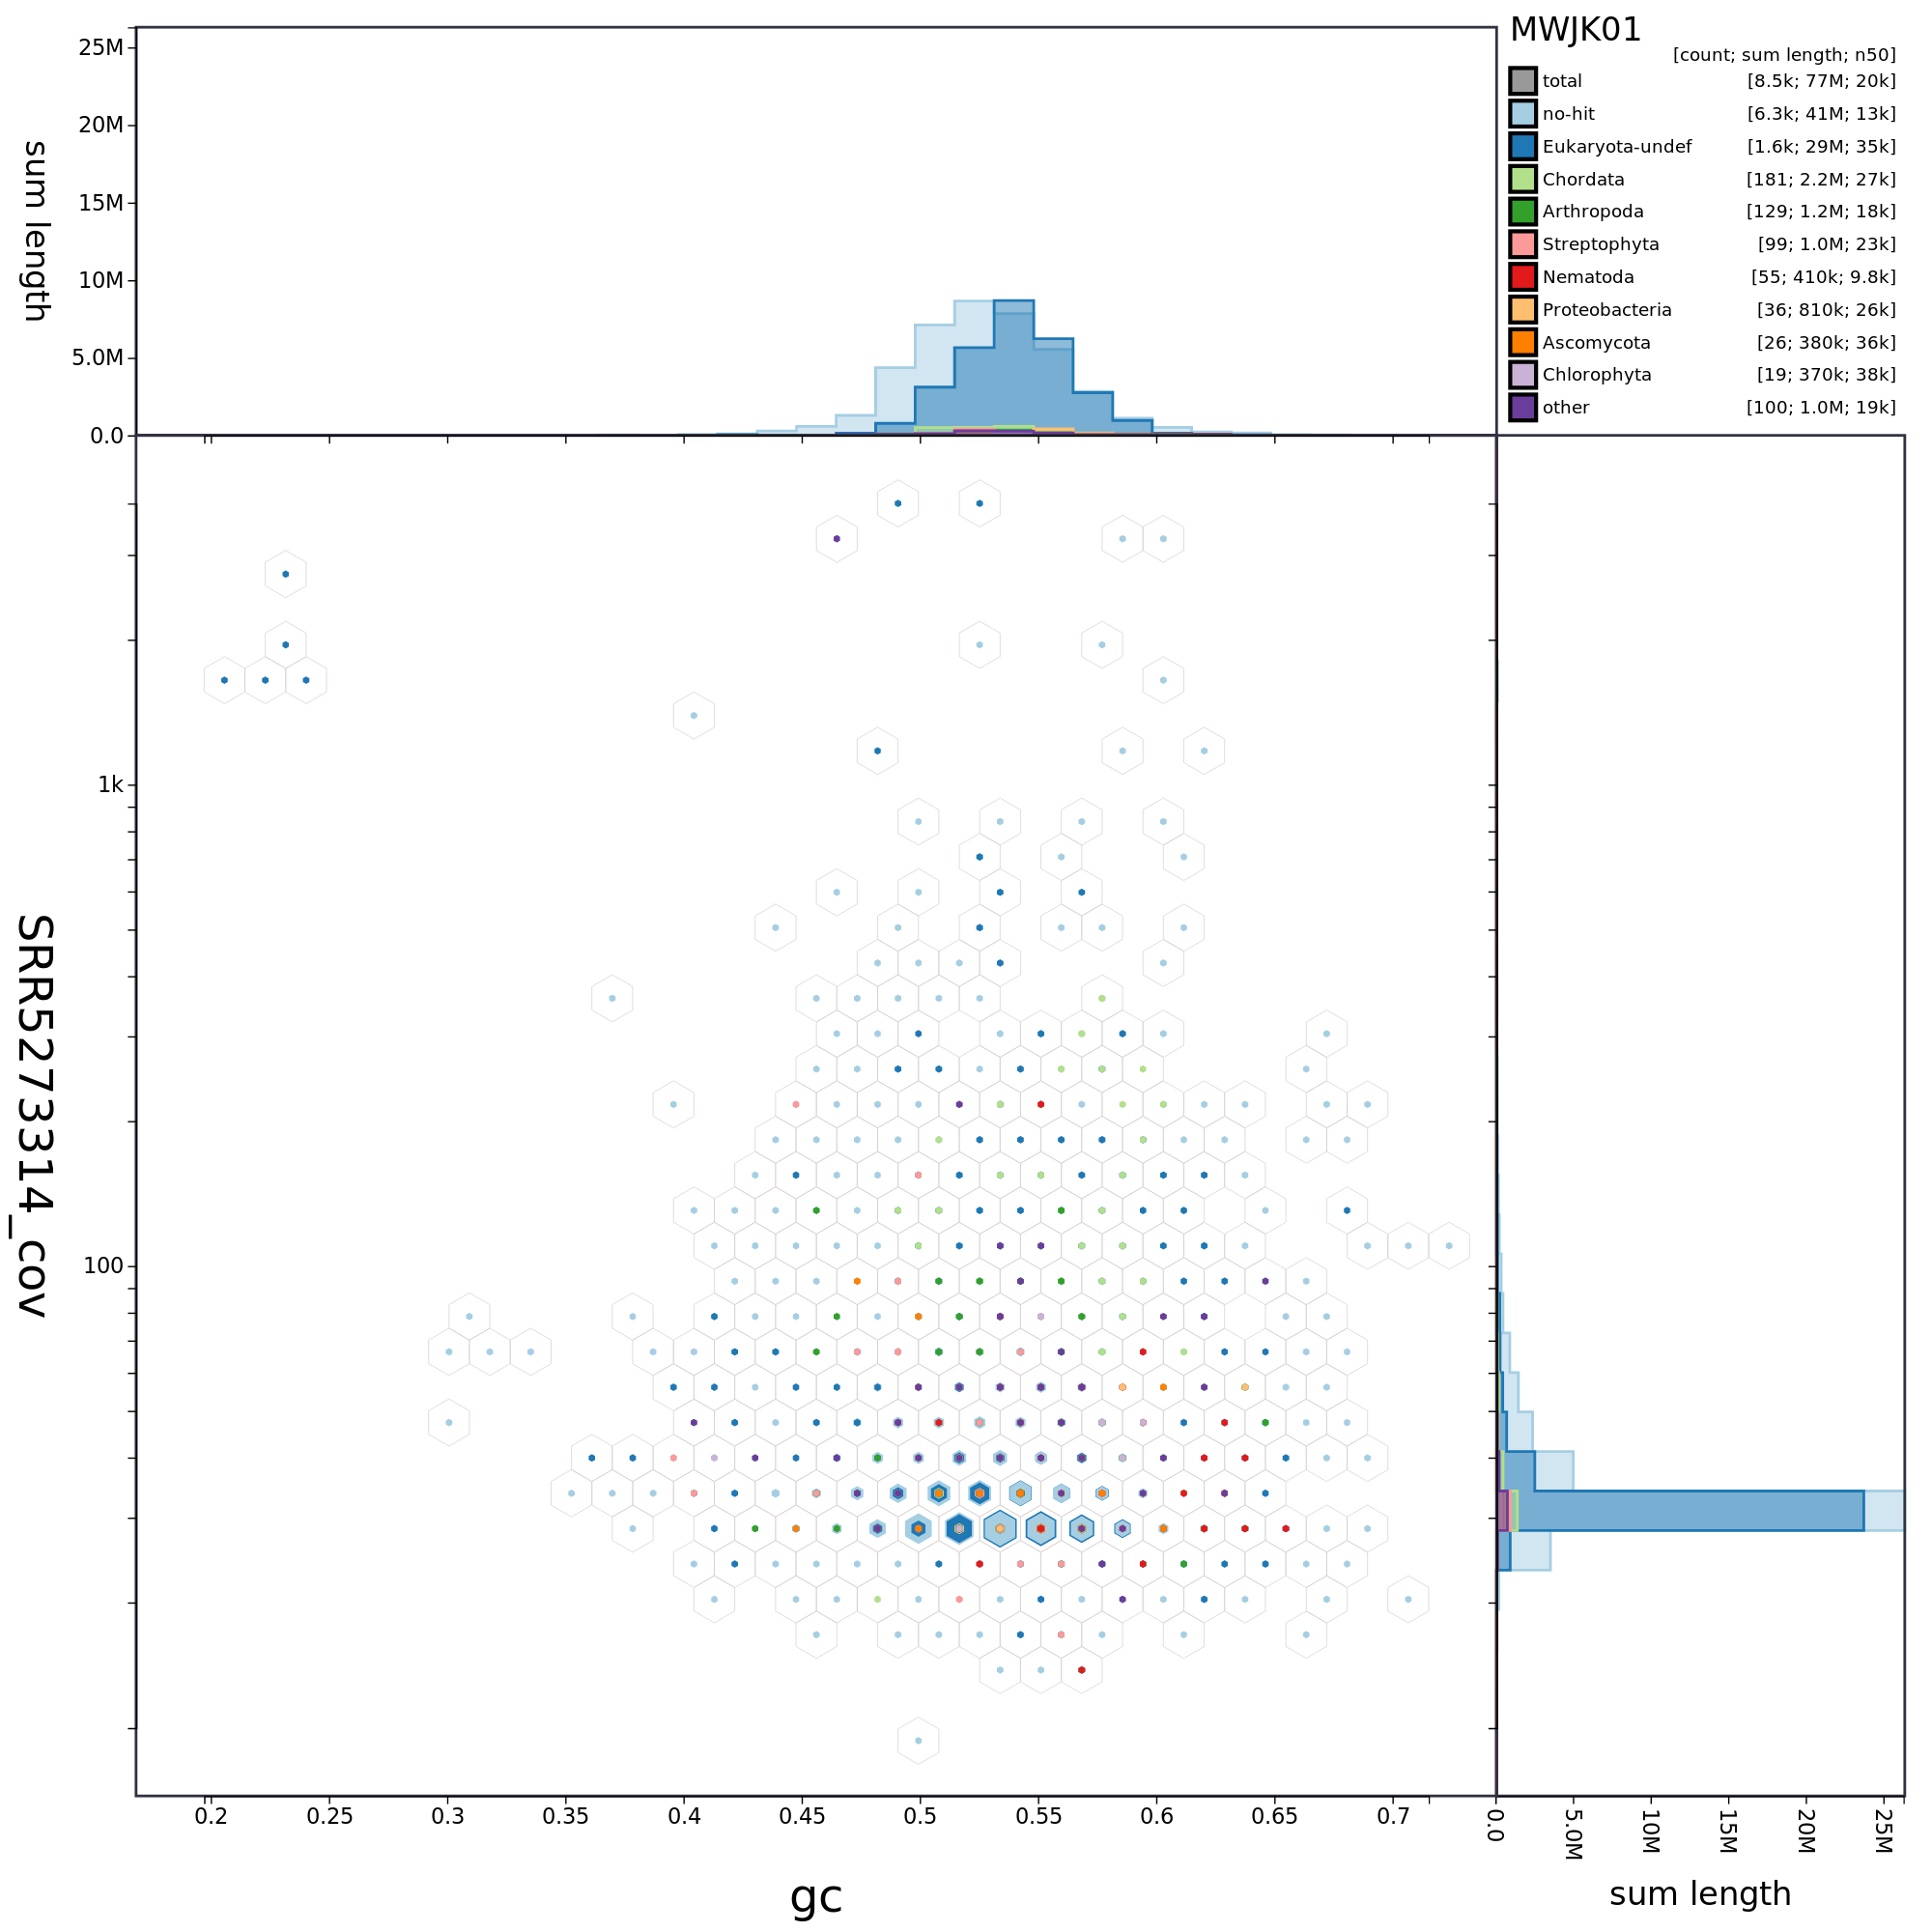 MWJK01
[count; sum length; n50]
total [8.5k; 77M; 20k]
no-hit [6.3k; 41M; 13k]
Eukaryota-undef [1.6k; 29M; 35k]
Chordata [181; 2.2M; 27k]
Arthropoda [129; 1.2M; 18k]
Streptophyta [99; 1.0M; 23k]
Nematoda [55; 410k; 9.8k]
Proteobacteria [36; 810k; 26k]
Ascomycota [26; 380k; 36k]
Chlorophyta [19; 370k; 38k]
other [100; 1.0M; 19k]
sum length
25M
20M
15M
10M
5.0M
0.0
SRR5273314_cov
1k
100
0.2 0.25 0.3 0.35 0.4 0.45 0.5 0.55 0.6 0.65 0.7
gc
0.0 5.0M 10M 15M 20M 25M
sum length